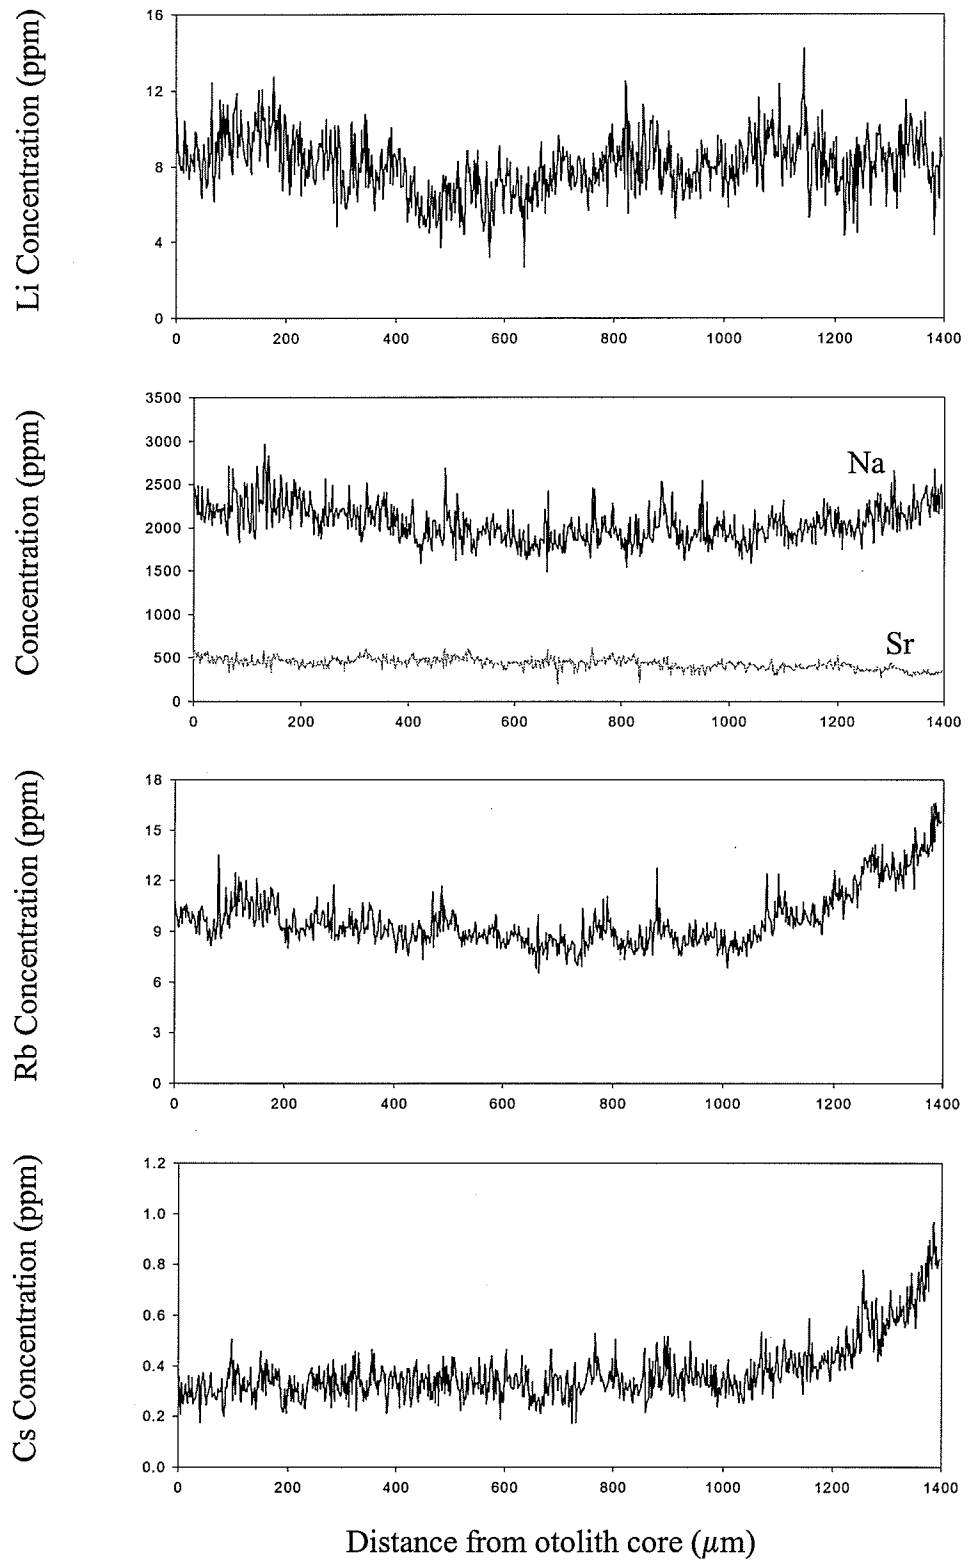 Li Concentration (ppm)
16
12
8
4
0
0 200 400 600 800 1000 1200 1400
Concentration (ppm)
3500
3000
2500
2000
1500
1000
500
0
Na
Sr
0 200 400 600 800 1000 1200 1400
Rb Concentration (ppm)
18
15
12
9
6
3
0
0 200 400 600 800 1000 1200 1400
Cs Concentration (ppm)
1.2
1.0
0.8
0.6
0.4
0.2
0.0
0 200 400 600 800 1000 1200 1400
Distance from otolith core (μm)